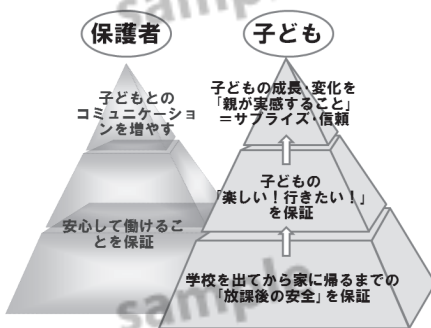 sample
保護者
子ども
子どもとの
コミュニケーショ
ンを増やす
安心して働けるこ
とを保証
子どもの成長・変化を
「親が実感すること」
＝サプライズ・信頼
子どもの
「楽しい！行きたい！」
を保証
学校を出てから家に帰るまでの
「放課後の安全」を保証
sample